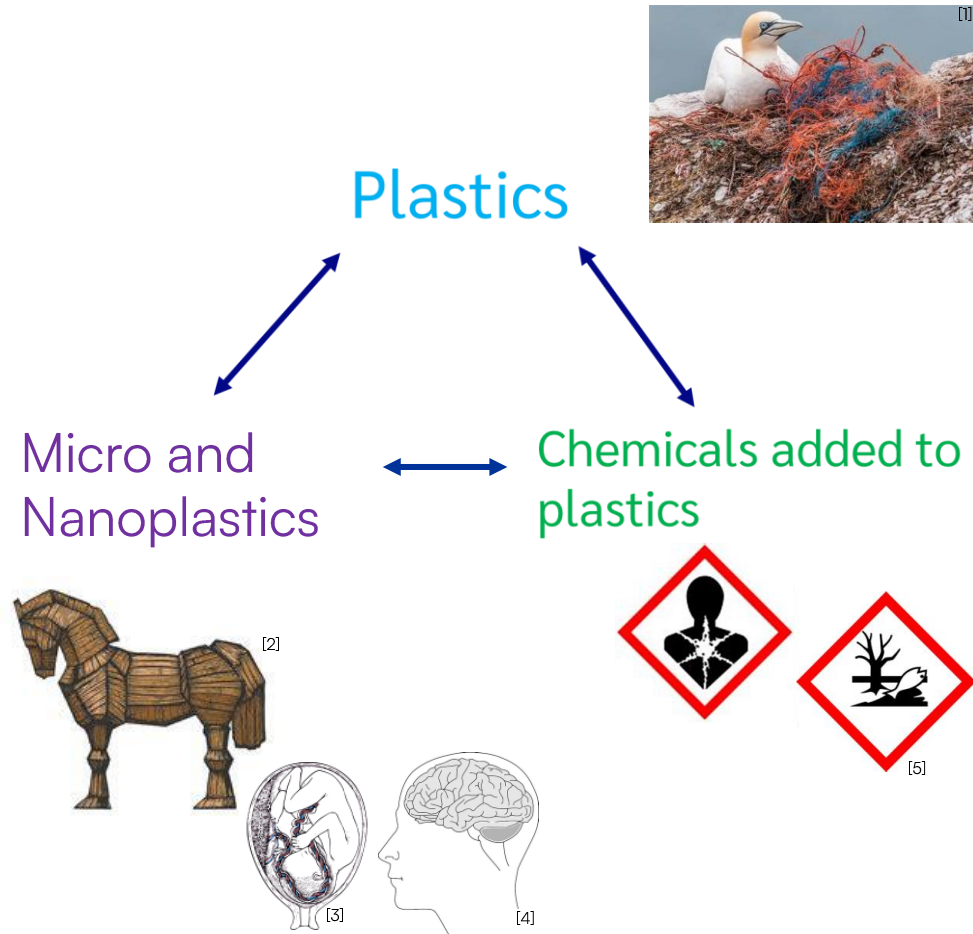 [1]
Plastics
Micro and
Nanoplastics
Chemicals added to
plastics
[2]
[3]
[4]
[5]